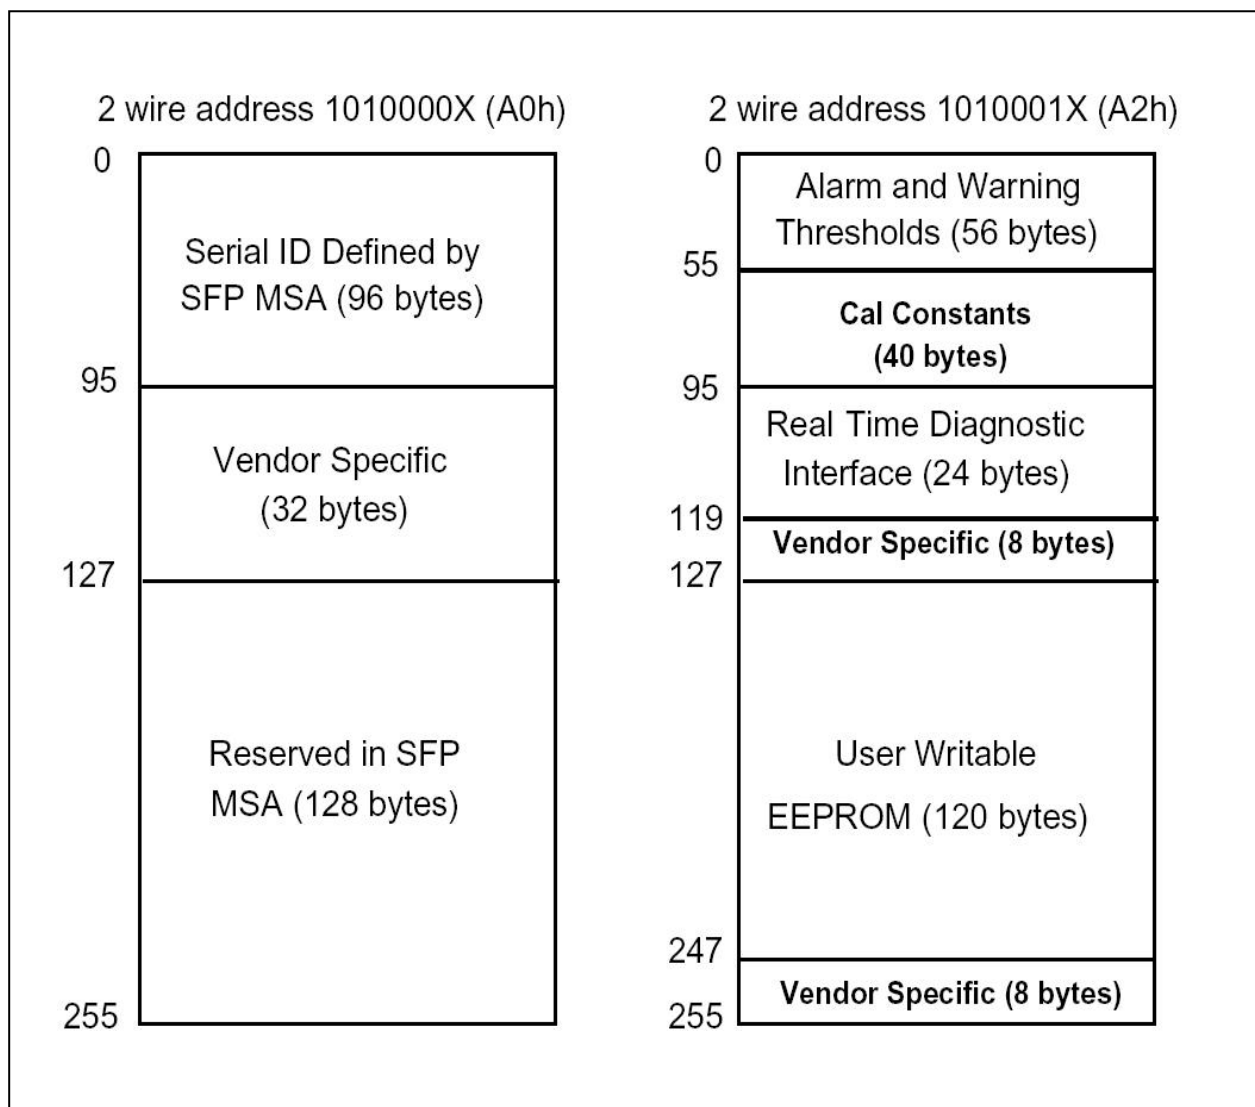 2 wire address 1010000X (A0h)
0
Serial ID Defined by
SFP MSA (96 bytes)
95
Vendor Specific
(32 bytes)
127
Reserved in SFP
MSA (128 bytes)
255
2 wire address 1010001X (A2h)
0
Alarm and Warning
Thresholds (56 bytes)
55
Cal Constants
(40 bytes)
95
Real Time Diagnostic
Interface (24 bytes)
119
Vendor Specific (8 bytes)
127
User Writable
EEPROM (120 bytes)
247
Vendor Specific (8 bytes)
255